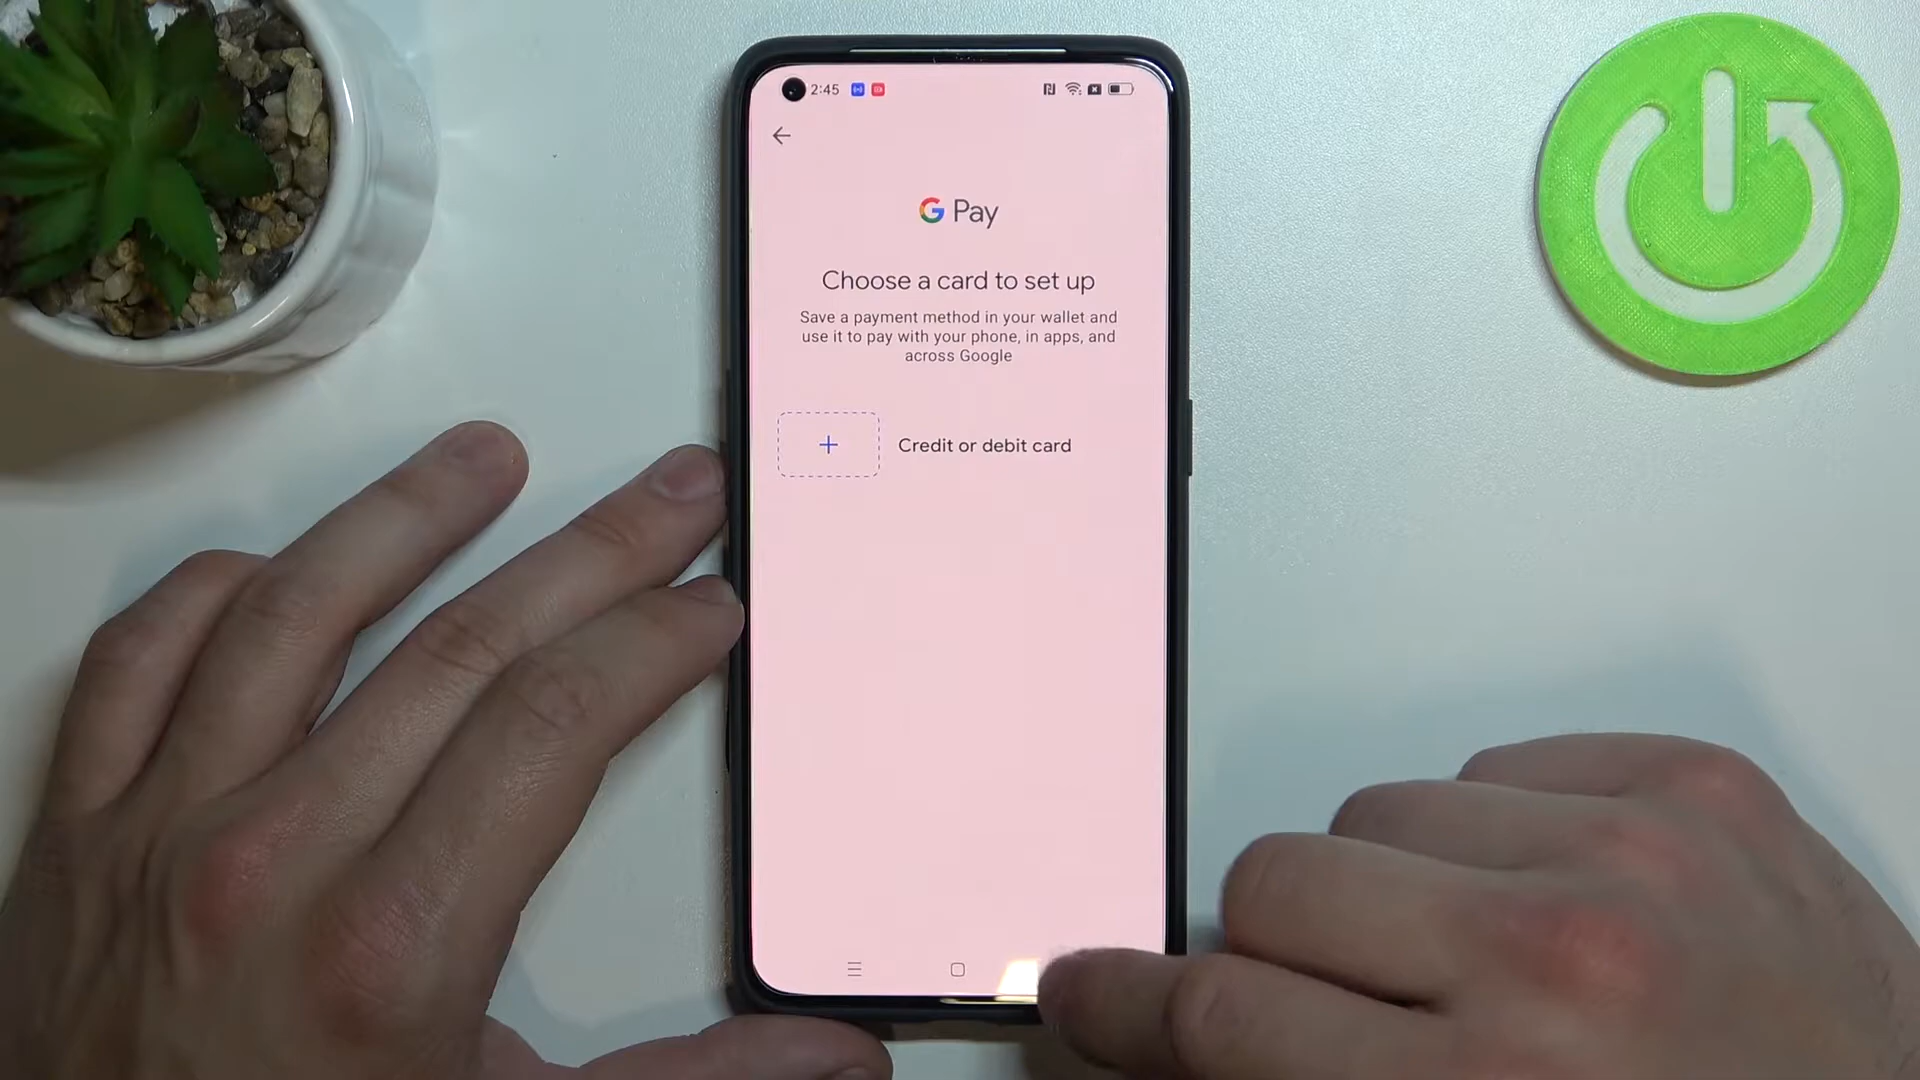 2:45
G Pay
Choose a card to set up
Save a payment method in your wallet and
use it to pay with your phone, in apps, and
across Google
+ Credit or debit card